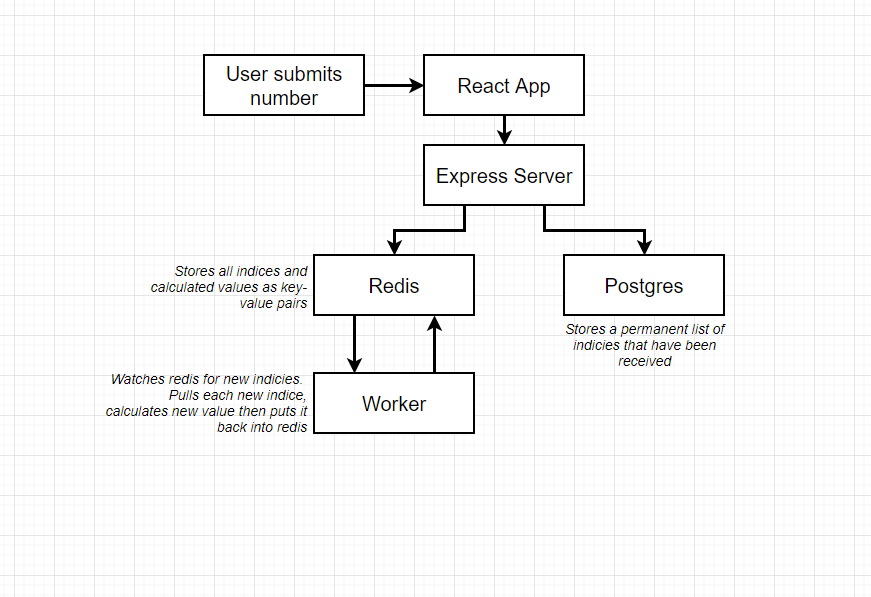 User submits
number
React App
Express Server
Stores all indices and
calculated values as key-
value pairs
Redis
Postgres
Stores a permanent list of
indicies that have been
received
Watches redis for new indicies.
Pulls each new indice,
calculates new value then puts it
back into redis
Worker